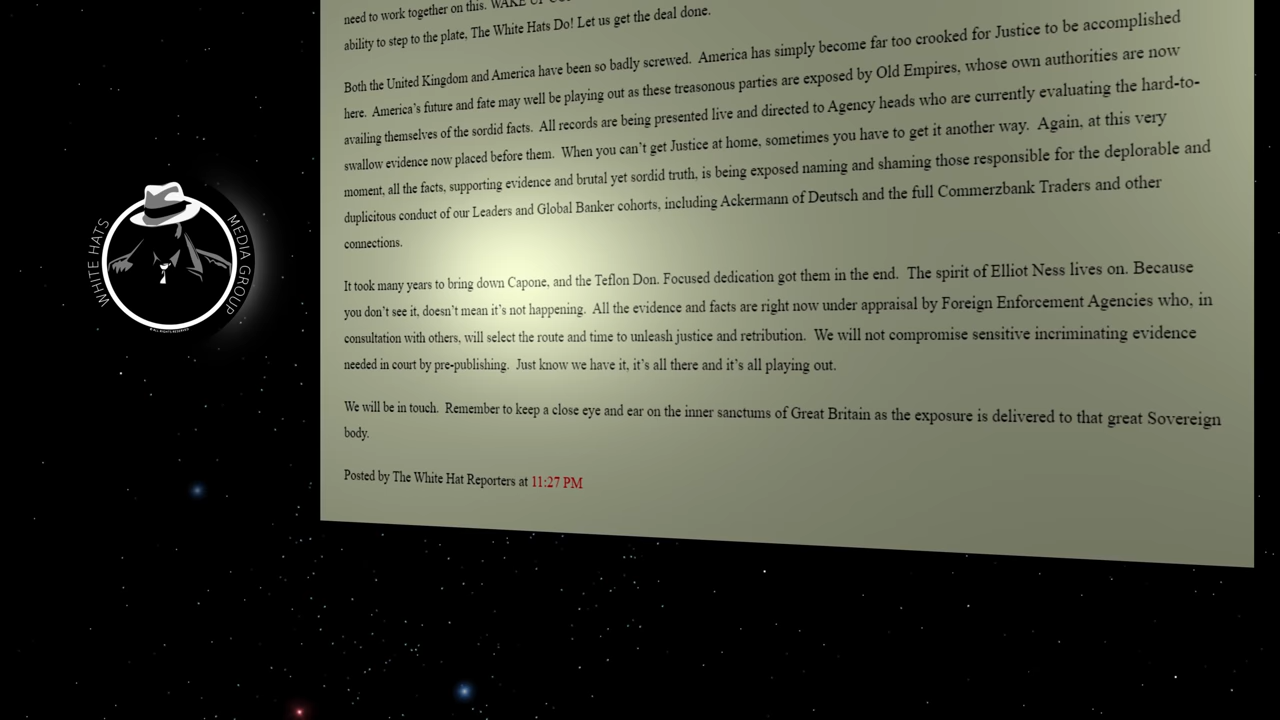 WHITE HATS
MEDIA GROUP
need to work together on this. WAKE UP
ability to step to the plate, The White Hats Do! Let us get the deal done.
Both the United Kingdom and America have been so badly screwed. America has simply become far too crooked for Justice to be accomplished
here. America's future and fate may well be playing out as these treasonous parties are exposed by Old Empires, whose own authorities are now
availing themselves of the sordid facts. All records are being presented live and directed to Agency heads who are currently evaluating the hard-to-
swallow evidence now placed before them. When you can't get Justice at home, sometimes you have to get it another way. Again, at this very
moment, all the facts, supporting evidence and brutal yet sordid truth, is being exposed naming and shaming those responsible for the deplorable and
duplicitous conduct of our Leaders and Global Banker cohorts, including Ackermann of Deutsch and the full Commerzbank Traders and other
connections.
It took many years to bring down Capone, and the Teflon Don. Focused dedication got them in the end. The spirit of Elliot Ness lives on. Because
you don't see it, doesn't mean it's not happening. All the evidence and facts are right now under appraisal by Foreign Enforcement Agencies who, in
consultation with others, will select the route and time to unleash justice and retribution. We will not compromise sensitive incriminating evidence
needed in court by pre-publishing. Just know we have it, it's all there and it's all playing out.
We will be in touch. Remember to keep a close eye and ear on the inner sanctums of Great Britain as the exposure is delivered to that great Sovereign
body.
Posted by The White Hat Reporters at 11:27 PM